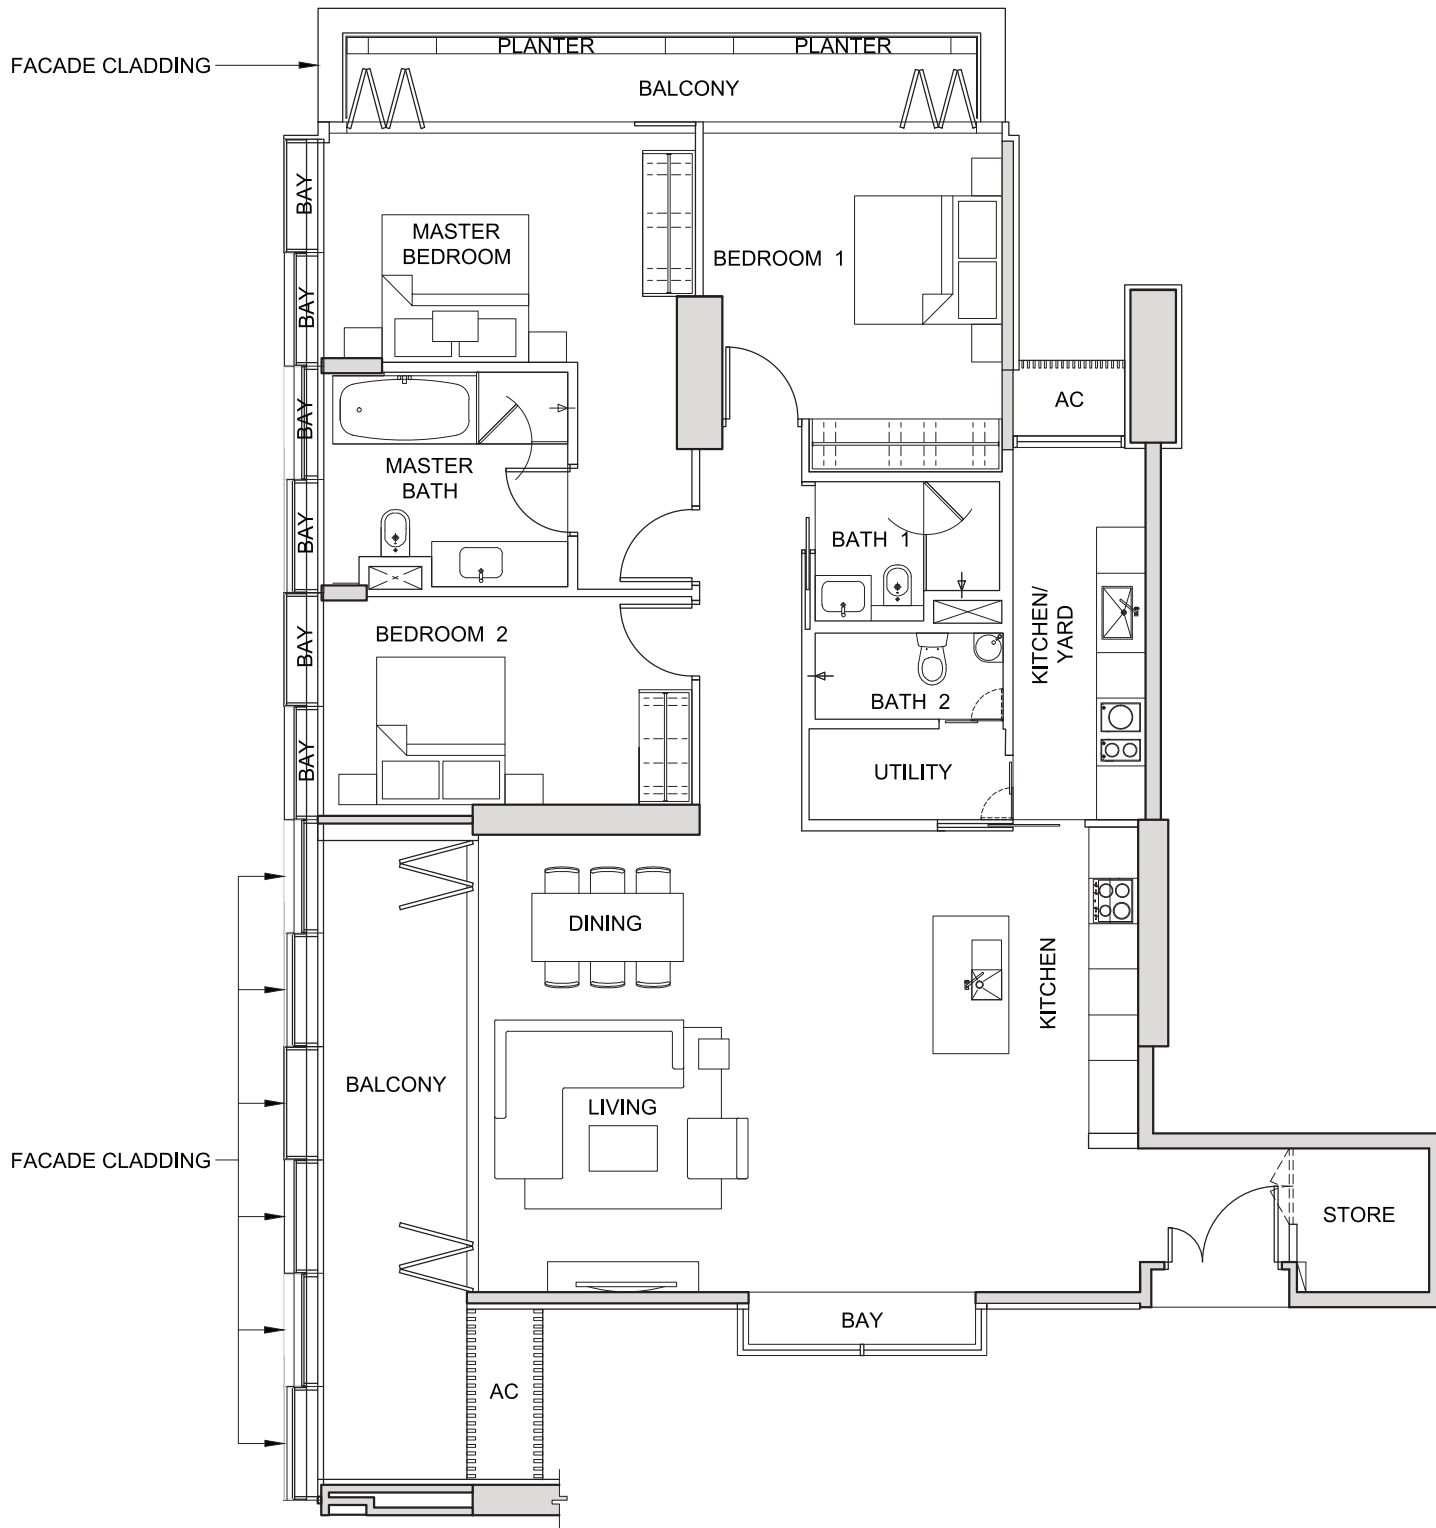 PLANTER
PLANTER
FACADE CLADDING
BALCONY
BAY
MASTER
BEDROOM
BEDROOM 1
BAY
AC
BAY
MASTER
BATH
BAY
BATH 1
KITCHEN/
YARD
BAY
BEDROOM 2
BATH 2
BAY
UTILITY
DINING
KITCHEN
BALCONY
LIVING
FACADE CLADDING
STORE
BAY
AC